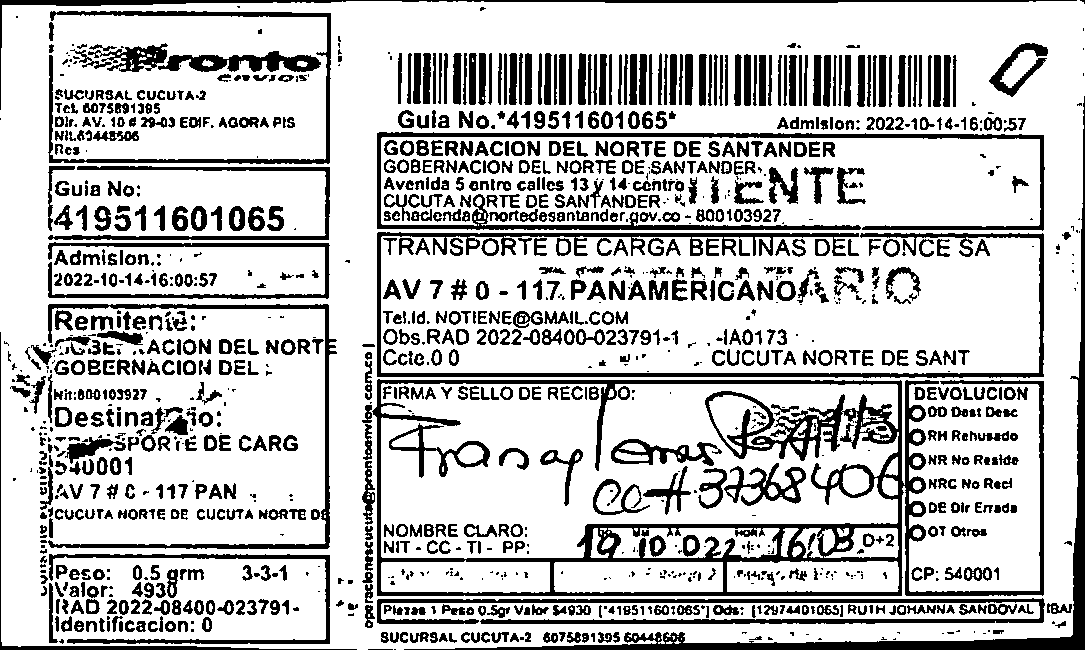 Pronto
envios
SUCURSAL CUCUTA-2
Tel. 6075891395
Dir. AV. 10 # 29-03 EDIF. AGORA PIS
Nit.60448606
Res
Guia No:
419511601065
Admision.:
2022-10-14-16:00:57
Remitente:
GOBERNACION DEL NORTE
GOBERNACION DEL
Nit:800103927
Destinatario:
TRANSPORTE DE CARG
540001
AV 7 # 0 - 117 PAN
CUCUTA NORTE DE CUCUTA NORTE DE
Peso: 0.5 grm 3-3-1
Valor: 4930
RAD 2022-08400-023791-
Identificacion: 0
operacionescucuta@prontoenvios.com.co
Guia No.*419511601065*
Admision: 2022-10-14-16:00:57
GOBERNACION DEL NORTE DE SANTANDER
GOBERNACION DEL NORTE DE SANTANDER
Avenida 5 entre calles 13 y 14 centro
CUCUTA NORTE DE SANTANDER
sehacienda@nortedesantander.gov.co - 800103927
TRANSPORTE DE CARGA BERLINAS DEL FONCE SA
AV 7 # 0 - 117 PANAMERICANO
Tel.Id. NOTIENE@GMAIL.COM
Obs.RAD 2022-08400-023791-1 -IA0173
Ccte.0 0 CUCUTA NORTE DE SANT
FIRMA Y SELLO DE RECIBIDO:
CC # 37368406
NOMBRE CLARO:
NIT - CC - TI - PP:
DD MM AA HORA
19 10 022 16:03 D+2
DEVOLUCION
DD Dest Desc
RH Rehusado
NR No Reside
NRC No Recl
DE Dir Errada
OT Otros
CP: 540001
Piezas 1 Peso 0.5gr Valor $4930 [*419511601065*] Ods: [12974401065] RUTH JOHANNA SANDOVAL TIBA
SUCURSAL CUCUTA-2 6075891395 60448606